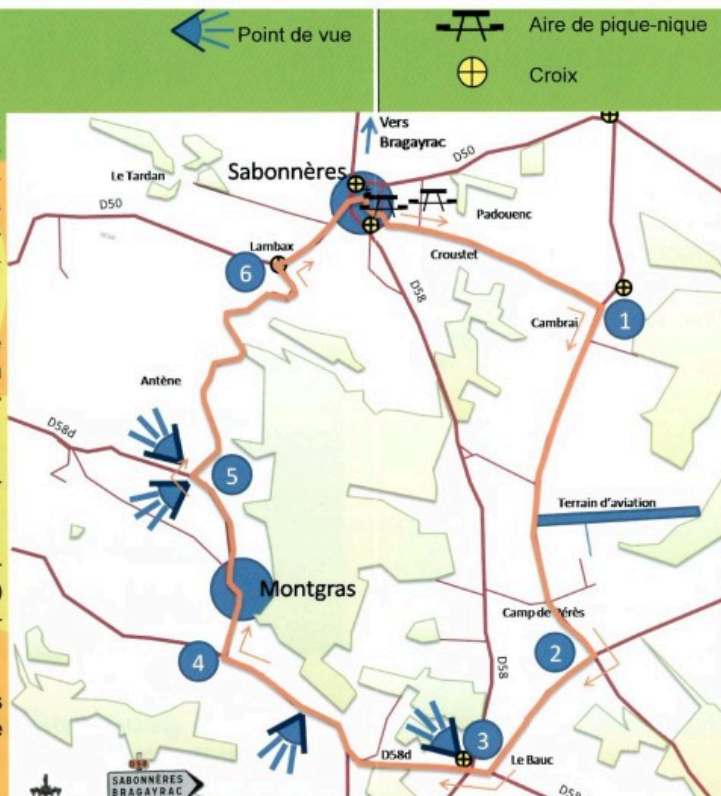 Point de vue
Aire de pique-nique
Croix
Vers
Bragayrac
Sabonnères
D50
Le Tardan
Padouenc
D50
Lambax
Croustet
6
D58
Cambrai
1
Antène
D58d
5
Terrain d'aviation
Montgras
Camp de Pérès
4
2
D58
3
D58d
Le Bauc
D58
SABONNÈRES
BRAGAYRAC